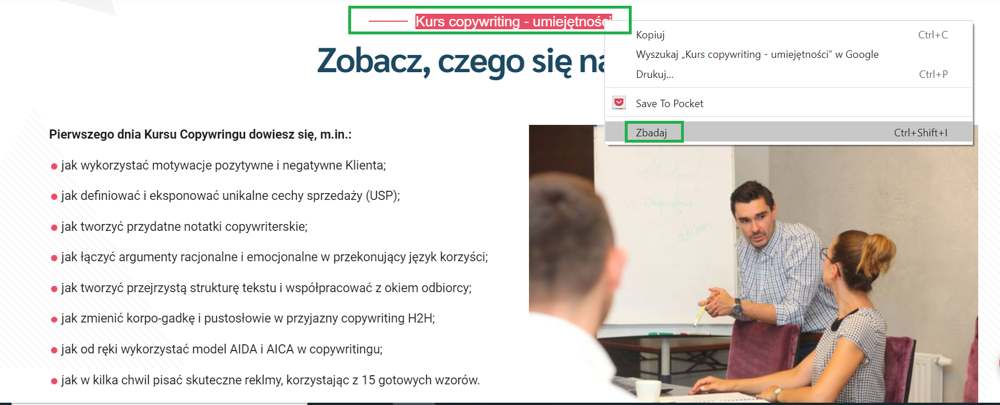 Kurs copywriting - umiejętności
Zobacz, czego się
Kopiuj Ctrl+C
Wyszukaj „Kurs copywriting - umiejętności” w Google
Drukuj... Ctrl+P
Save To Pocket
Zbadaj Ctrl+Shift+I
Pierwszego dnia Kursu Copywringu dowiesz się, m.in.:
jak wykorzystać motywacje pozytywne i negatywne Klienta;
jak definiować i eksponować unikalne cechy sprzedaży (USP);
jak tworzyć przydatne notatki copywriterskie;
jak łączyć argumenty racjonalne i emocjonalne w przekonujący język korzyści;
jak tworzyć przejrzystą strukturę tekstu i współpracować z okiem odbiorcy;
jak zmienić korpo-gadkę i pustosłowie w przyjazny copywriting H2H;
jak od ręki wykorzystać model AIDA i AICA w copywritingu;
jak w kilka chwil pisać skuteczne reklmy, korzystając z 15 gotowych wzorów.